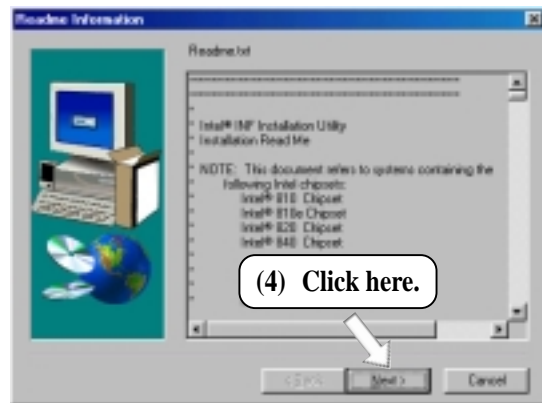 Readme Information
Readme.txt
Intel® INF Installation Utility
Installation Read Me
NOTE: This document refers to systems containing the
following Intel chipsets:
Intel® 810 Chipset
Intel® 810e Chipset
Intel® 820 Chipset
Intel® 840 Chipset
(4) Click here.
< Back
Next >
Cancel